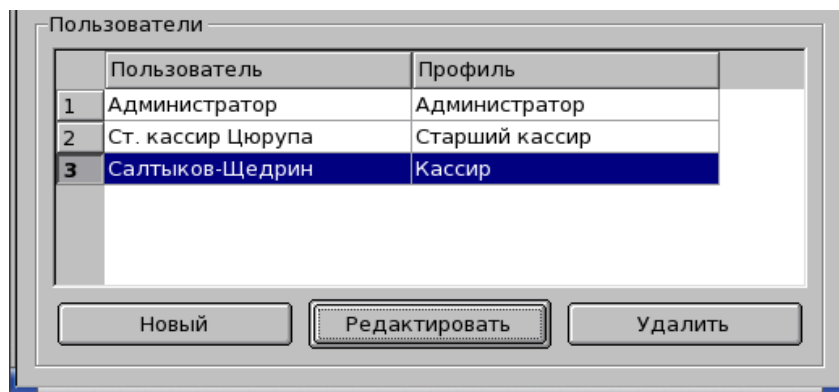 Пользователи
Пользователь Профиль
1 Администратор Администратор
2 Ст. кассир Цюрупа Старший кассир
3 Салтыков-Щедрин Кассир
Новый Редактировать Удалить